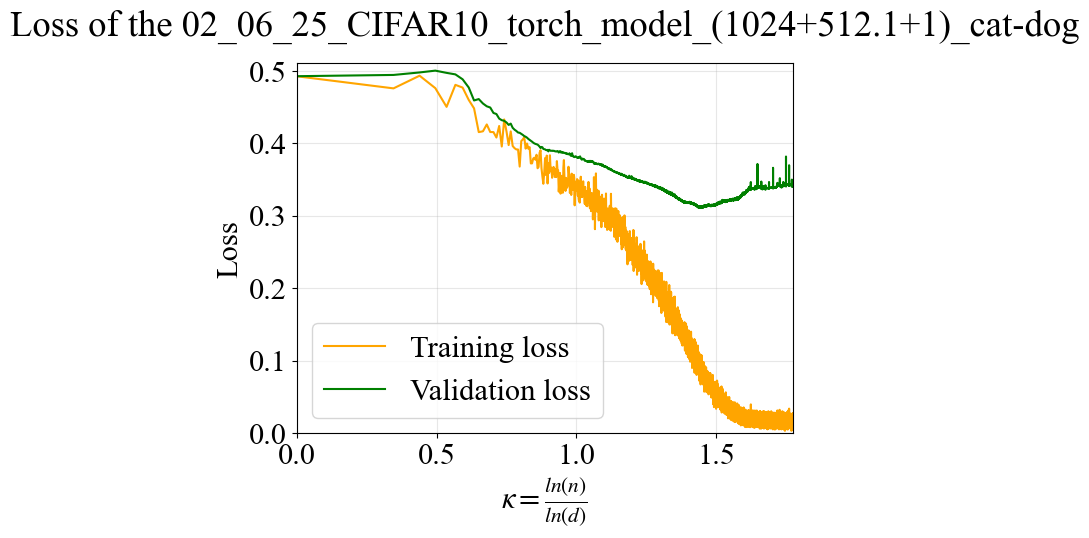 Loss of the 02_06_25_CIFAR10_torch_model_(1024+512.1+1)_cat-dog
0.5
0.4
0.3
0.2
0.1
0.0
Loss
Training loss
Validation loss
0.0 0.5 1.0 1.5
κ = ln(n)/ln(d)